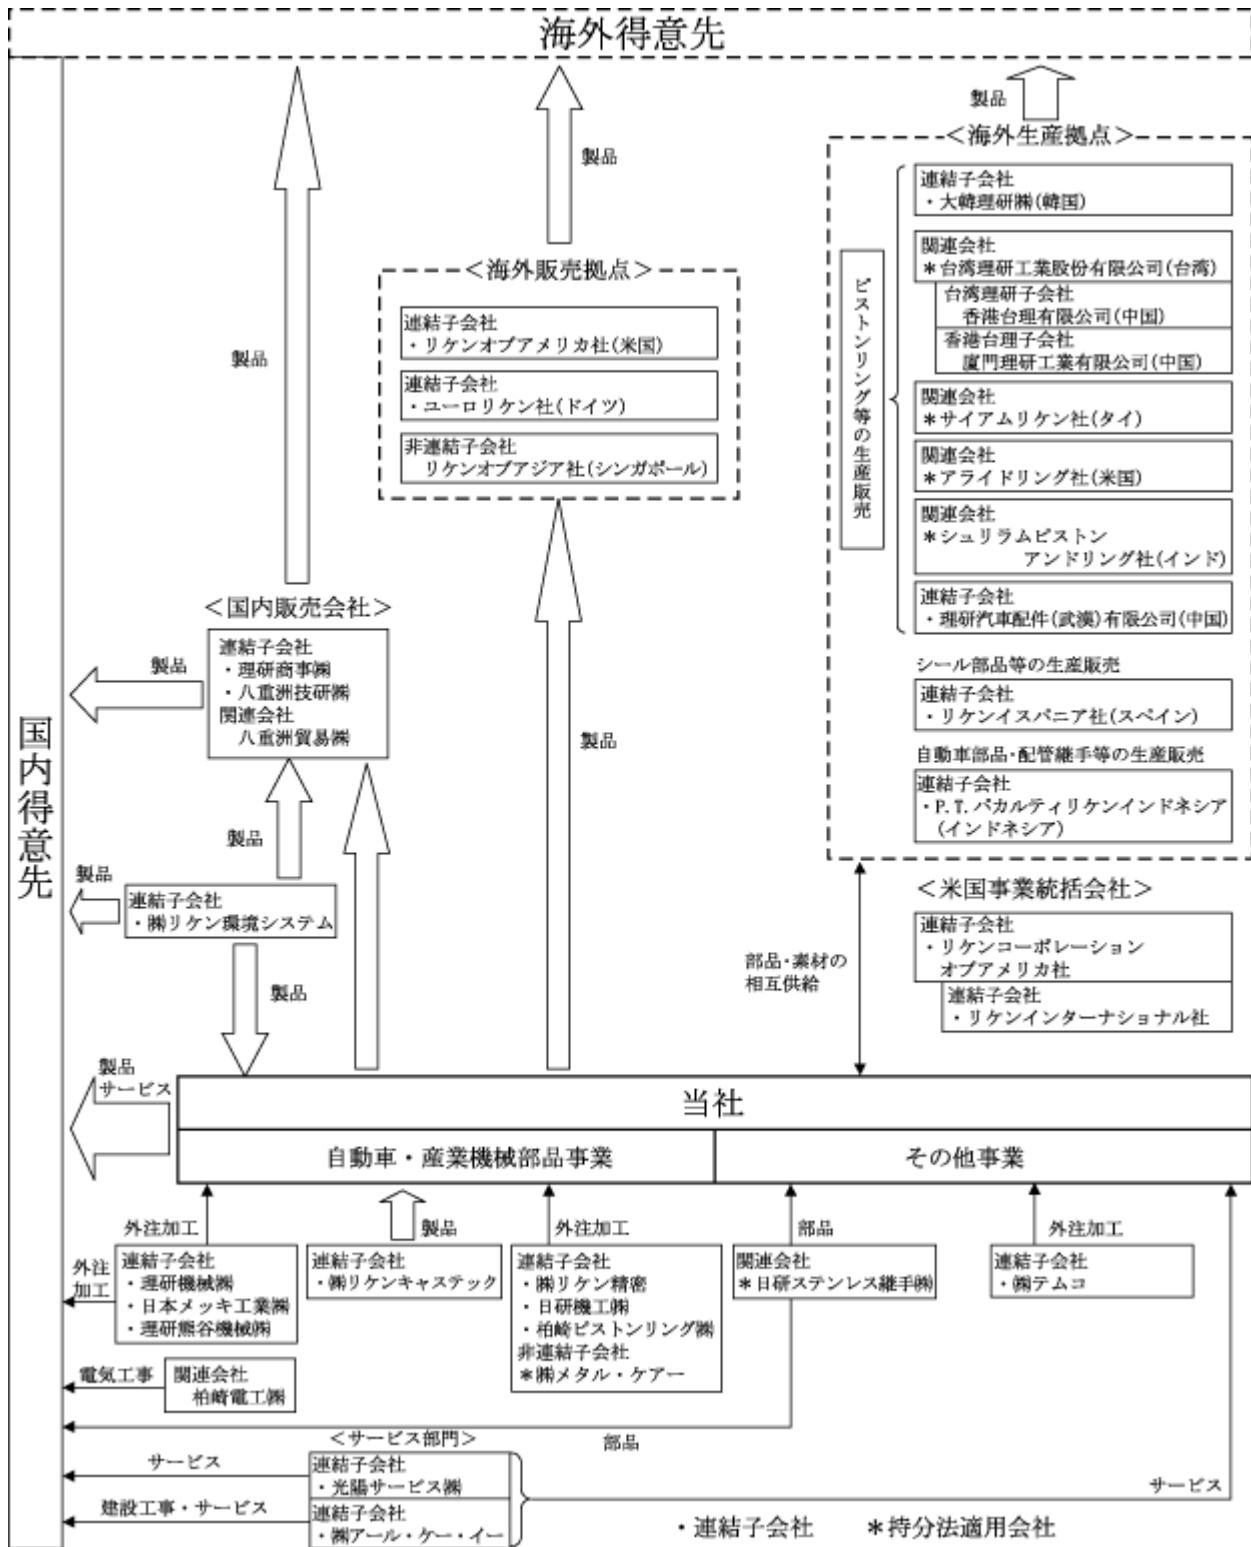 海外得意先
製品
製品
製品
<海外生産拠点>
連結子会社
・大韓理研㈱(韓国)
関連会社
＊台湾理研工業股份有限公司(台湾)
台湾理研子会社
香港台理有限公司(中国)
香港台理子会社
廈門理研工業有限公司(中国)
関連会社
＊サイアムリケン社(タイ)
関連会社
＊アライドリング社(米国)
関連会社
＊シュリラムピストン
アンドリング社(インド)
連結子会社
・理研汽車配件(武漢)有限公司(中国)
ピストンリング等の生産販売
シール部品等の生産販売
連結子会社
・リケンイスパニア社(スペイン)
自動車部品・配管継手等の生産販売
連結子会社
・P.T.パカルティリケンインドネシア
(インドネシア)
<海外販売拠点>
連結子会社
・リケンオブアメリカ社(米国)
連結子会社
・ユーロリケン社(ドイツ)
非連結子会社
リケンオブアジア社(シンガポール)
<国内販売会社>
連結子会社
・理研商事㈱
・八重洲技研㈱
関連会社
八重洲貿易㈱
製品
製品
製品
製品
連結子会社
・㈱リケン環境システム
製品
国内得意先
<米国事業統括会社>
連結子会社
・リケンコーポレーション
オブアメリカ社
連結子会社
・リケンインターナショナル社
部品・素材の
相互供給
製品
サービス
当社
自動車・産業機械部品事業
その他事業
外注加工
製品
外注加工
部品
外注加工
外注
加工
連結子会社
・理研機械㈱
・日本メッキ工業㈱
・理研熊谷機械㈱
連結子会社
・㈱リケンキャステック
連結子会社
・㈱リケン精密
・日研機工㈱
・柏崎ピストンリング㈱
非連結子会社
＊㈱メタル・ケアー
関連会社
＊日研ステンレス継手㈱
連結子会社
・㈱テムコ
電気工事
関連会社
柏崎電工㈱
部品
<サービス部門>
サービス
連結子会社
・光陽サービス㈱
サービス
建設工事・サービス
連結子会社
・㈱アール・ケー・イー
・連結子会社
＊持分法適用会社